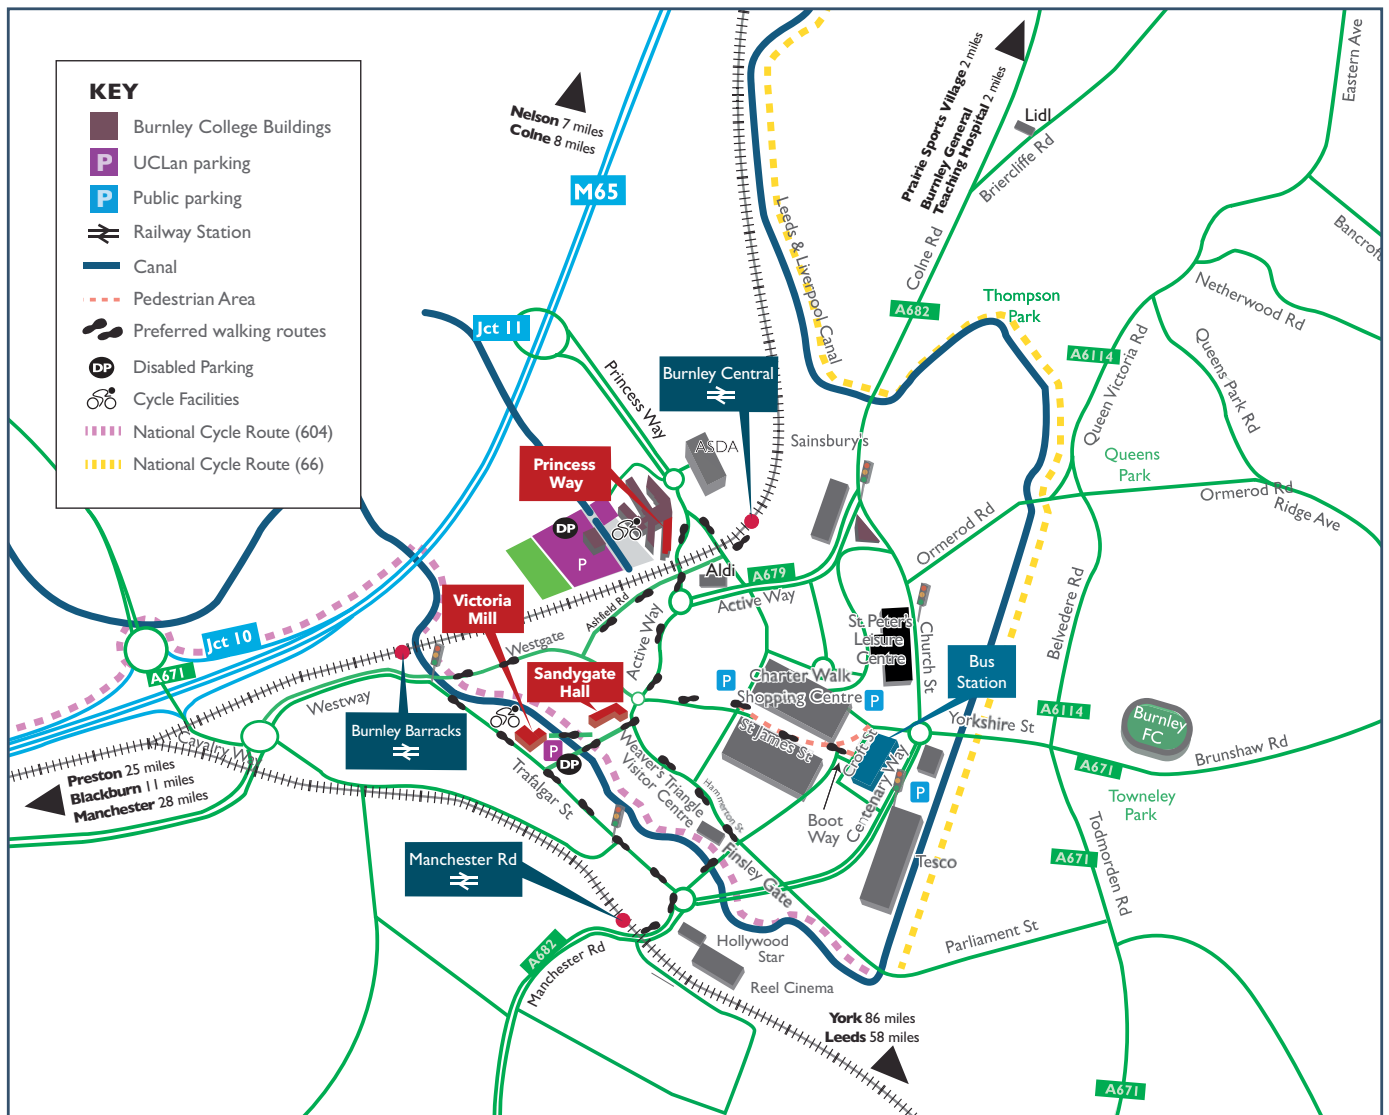 KEY
Burnley College Buildings
P UCLan parking
P Public parking
Railway Station
Canal
Pedestrian Area
Preferred walking routes
DP Disabled Parking
Cycle Facilities
National Cycle Route (604)
National Cycle Route (66)
Nelson 7 miles
Colne 8 miles
M65
Prairie Sports Village 2 miles
Burnley General
Teaching Hospital 2 miles
Lidl
Briercliffe Rd
Eastern Ave
Bancroft
Netherwood Rd
Queens Park Rd
Queen Victoria Rd
A6114
Thompson
Park
Colne Rd
A682
Leeds & Liverpool Canal
Jct 11
Princess Way
Burnley Central
ASDA
Sainsbury's
Queens
Park
Ormerod Rd
Ridge Ave
Ormerod Rd
Princess
Way
DP
P
Aldi
A679
Active Way
Ashfield Rd
Active Way
Westgate
Victoria
Mill
Sandygate
Hall
St Peter's
Leisure
Centre
Church St
Belvedere Rd
Bus
Station
Charter Walk
Shopping Centre
P
P
Jct 10
A671
Westway
Cavalry Way
Burnley Barracks
P
DP
Trafalgar St
Weaver's Triangle
Visitor Centre
Hammerton St
St James St
Croft St
Boot
Way
Centenary Way
P
Yorkshire St
A6114
A671
Burnley
FC
Brunshaw Rd
Towneley
Park
Todmorden Rd
A671
Preston 25 miles
Blackburn 11 miles
Manchester 28 miles
Manchester Rd
Finsley Gate
Tesco
Parliament St
A682
Manchester Rd
Hollywood
Star
Reel Cinema
York 86 miles
Leeds 58 miles
A671